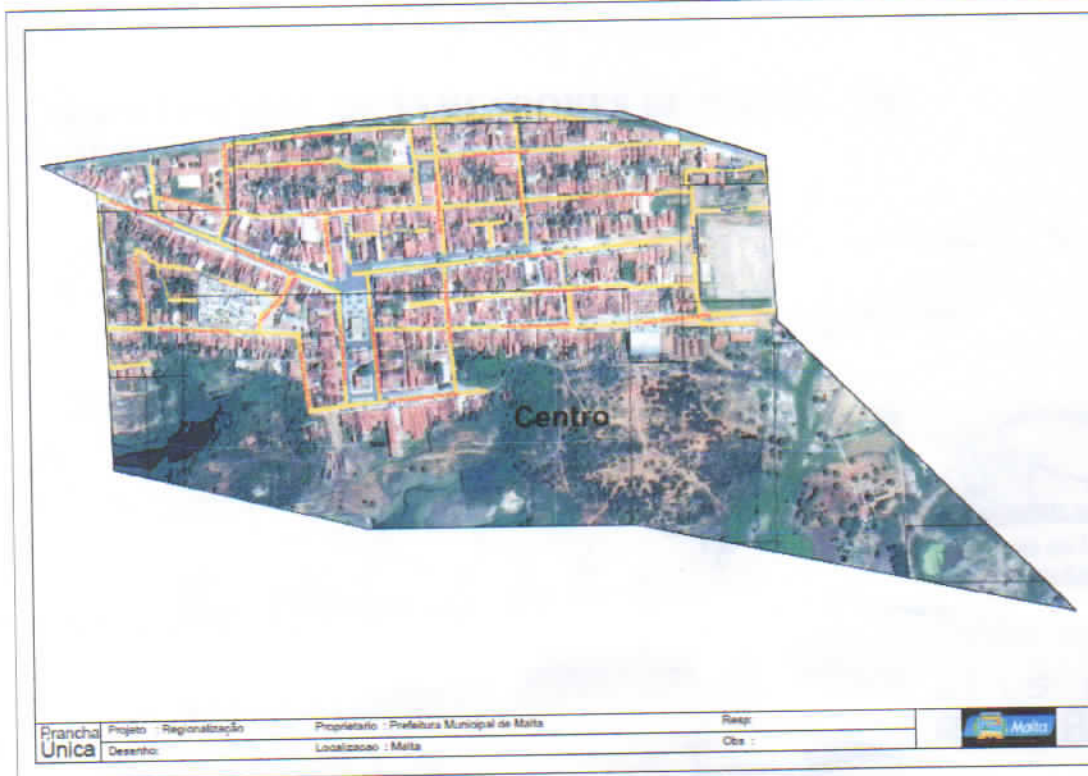 Centro
Prancha
Única
Projeto : Regionalização
Proprietario : Prefeitura Municipal de Malta
Resp:
Desenho:
Localizacao : Malta
Obs :
Malta